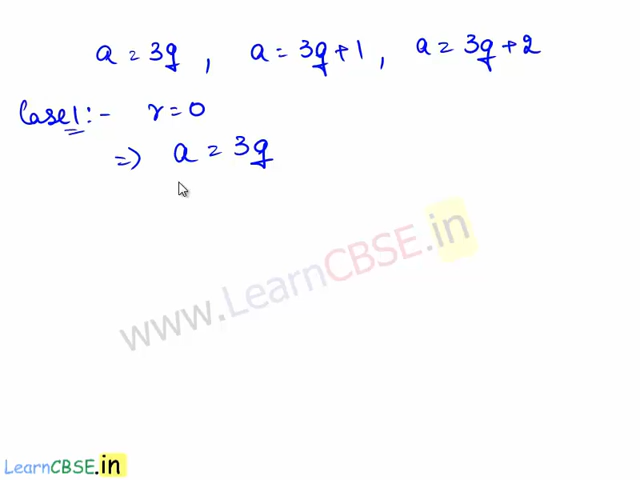 a = 3q , a = 3q+1 , a = 3q+2
Case1:- r=0
=) a = 3q
www.LearnCBSE.in
LearnCBSE.in